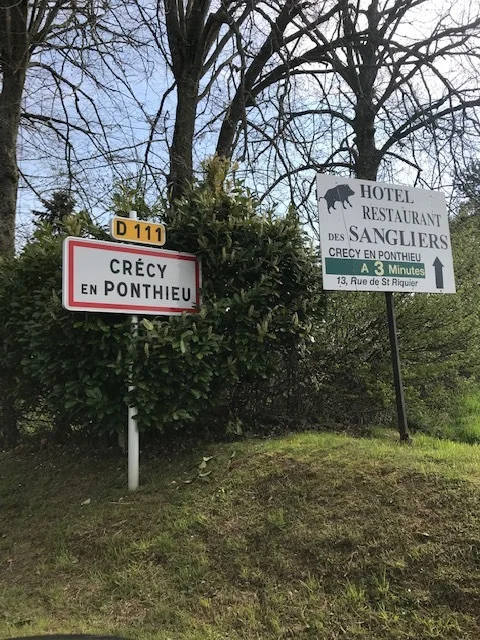 D 111
CRÉCY
EN PONTHIEU
HOTEL
RESTAURANT
DES SANGLIERS
CRECY EN PONTHIEU
A 3 Minutes
13, Rue de St Riquier